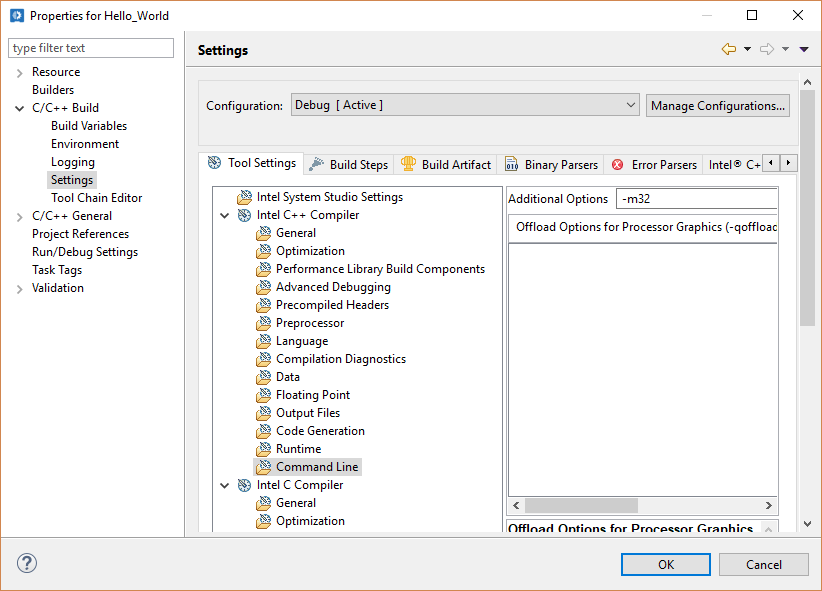 Properties for Hello_World
type filter text
Resource
Builders
C/C++ Build
Build Variables
Environment
Logging
Settings
Tool Chain Editor
C/C++ General
Project References
Run/Debug Settings
Task Tags
Validation
Settings
Configuration: Debug [ Active ] Manage Configurations...
Tool Settings Build Steps Build Artifact Binary Parsers Error Parsers Intel® C+
Intel System Studio Settings
Intel C++ Compiler
General
Optimization
Performance Library Build Components
Advanced Debugging
Precompiled Headers
Preprocessor
Language
Compilation Diagnostics
Data
Floating Point
Output Files
Code Generation
Runtime
Command Line
Intel C Compiler
General
Optimization
Additional Options -m32
Offload Options for Processor Graphics (-qoffload
Offload Options for Processor Graphics
? OK Cancel